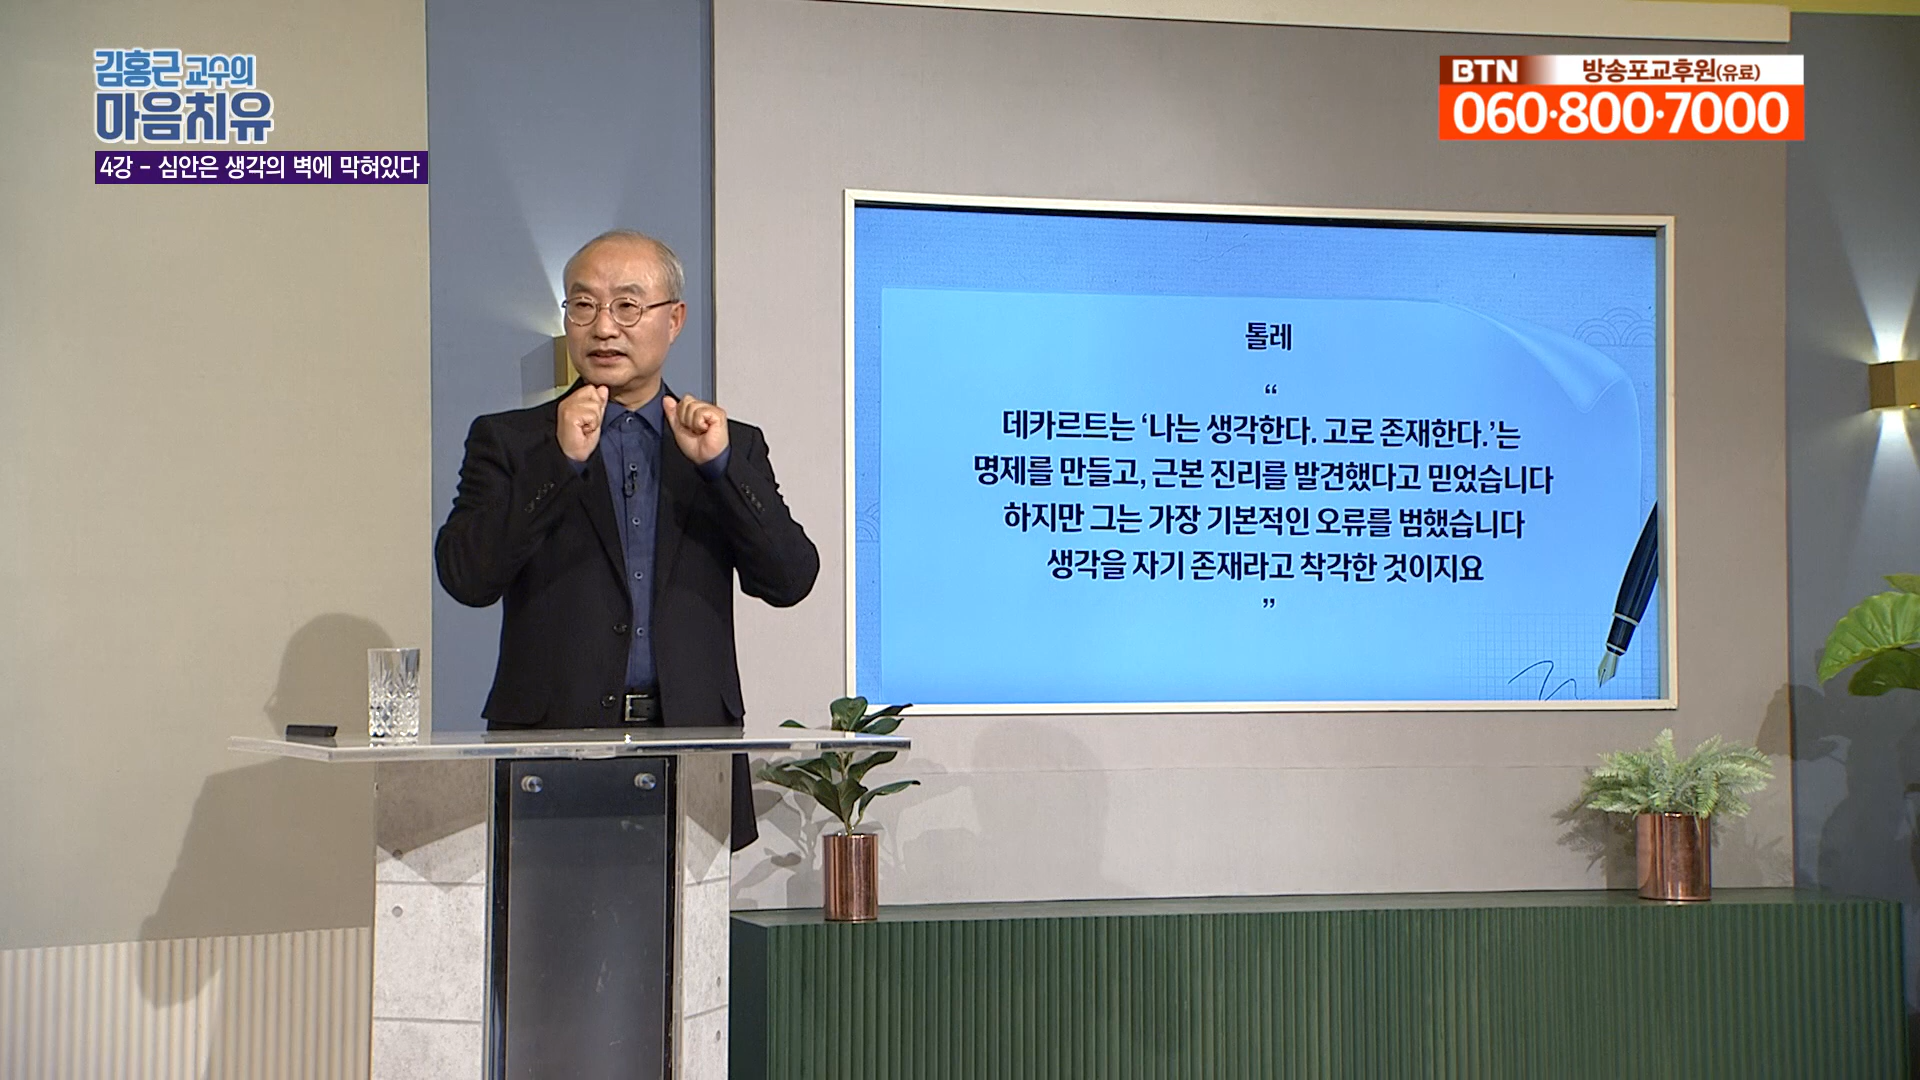 김홍근 교수의
마음치유
4강 - 심안은 생각의 벽에 막혀있다
BTN 방송포교후원(유료)
060·800·7000
톨레
“
데카르트는 ‘나는 생각한다. 고로 존재한다.’는
명제를 만들고, 근본 진리를 발견했다고 믿었습니다
하지만 그는 가장 기본적인 오류를 범했습니다
생각을 자기 존재라고 착각한 것이지요
”